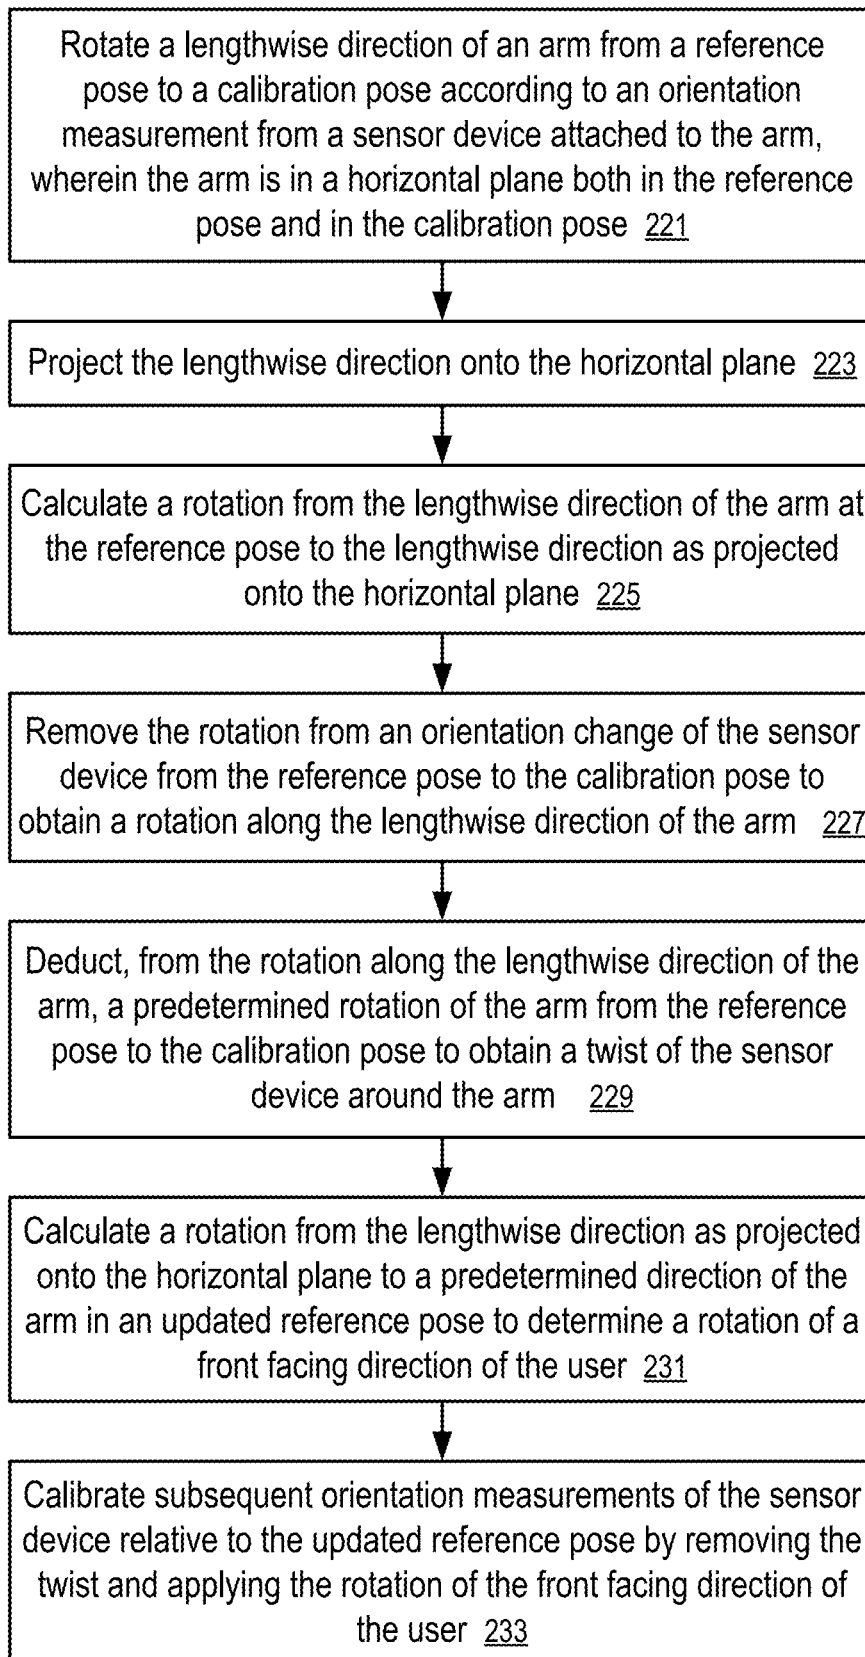 Rotate a lengthwise direction of an arm from a reference
pose to a calibration pose according to an orientation
measurement from a sensor device attached to the arm,
wherein the arm is in a horizontal plane both in the reference
pose and in the calibration pose 221
Project the lengthwise direction onto the horizontal plane 223
Calculate a rotation from the lengthwise direction of the arm at
the reference pose to the lengthwise direction as projected
onto the horizontal plane 225
Remove the rotation from an orientation change of the sensor
device from the reference pose to the calibration pose to
obtain a rotation along the lengthwise direction of the arm 227
Deduct, from the rotation along the lengthwise direction of the
arm, a predetermined rotation of the arm from the reference
pose to the calibration pose to obtain a twist of the sensor
device around the arm 229
Calculate a rotation from the lengthwise direction as projected
onto the horizontal plane to a predetermined direction of the
arm in an updated reference pose to determine a rotation of a
front facing direction of the user 231
Calibrate subsequent orientation measurements of the sensor
device relative to the updated reference pose by removing the
twist and applying the rotation of the front facing direction of
the user 233